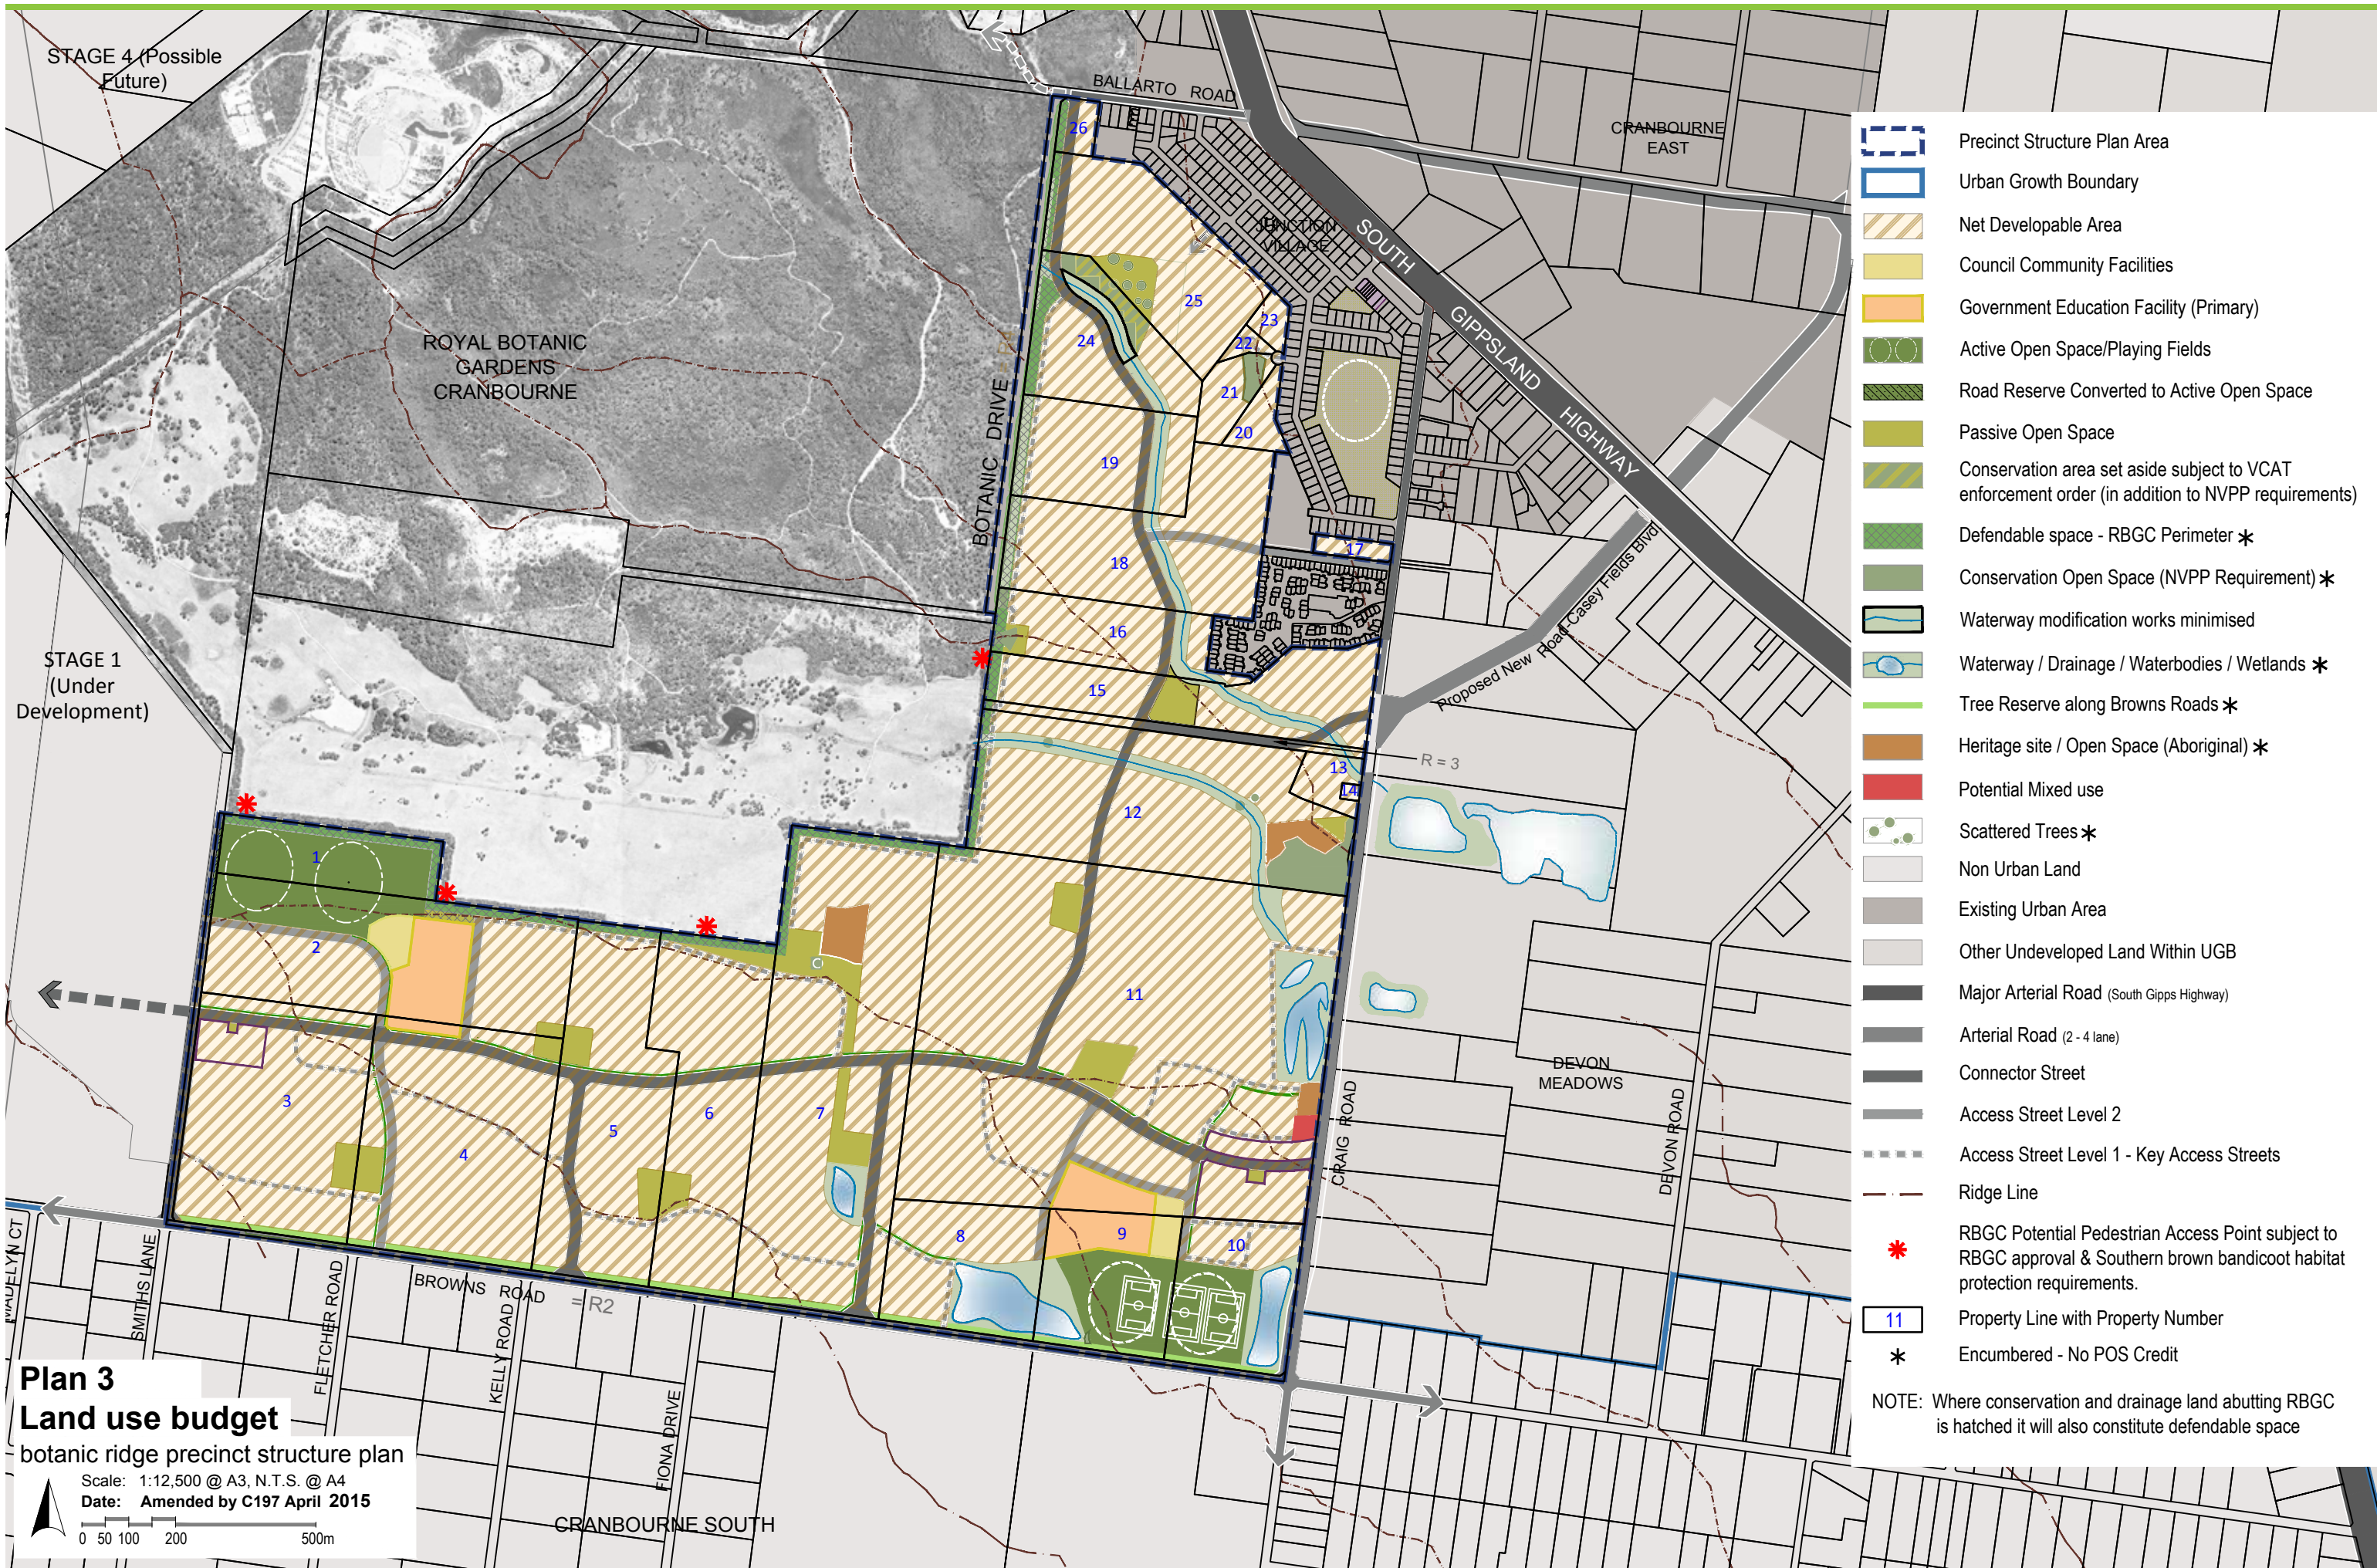 STAGE 4 (Possible
Future)
BALLARTO ROAD
CRANBOURNE
EAST
26
JUNCTION
VILLAGE
SOUTH GIPPSLAND HIGHWAY
ROYAL BOTANIC
GARDENS
CRANBOURNE
BOTANIC DRIVE
25
23
24
22
21
20
19
17
18
16
Proposed New Road-Casey Fields Blvd
STAGE 1
(Under
Development)
15
R = 3
13
14
12
1
2
11
DEVON
MEADOWS
3
4
5
6
7
8
9
10
CRAIG ROAD
DEVON ROAD
MADELYN CT
SMITHS LANE
FLETCHER ROAD
BROWNS ROAD
= R2
KELLY ROAD
FIONA DRIVE
CRANBOURNE SOUTH
Plan 3
Land use budget
botanic ridge precinct structure plan
Scale: 1:12,500 @ A3, N.T.S. @ A4
Date: Amended by C197 April 2015
0 50 100 200 500m
Precinct Structure Plan Area
Urban Growth Boundary
Net Developable Area
Council Community Facilities
Government Education Facility (Primary)
Active Open Space/Playing Fields
Road Reserve Converted to Active Open Space
Passive Open Space
Conservation area set aside subject to VCAT
enforcement order (in addition to NVPP requirements)
Defendable space - RBGC Perimeter *
Conservation Open Space (NVPP Requirement) *
Waterway modification works minimised
Waterway / Drainage / Waterbodies / Wetlands *
Tree Reserve along Browns Roads *
Heritage site / Open Space (Aboriginal) *
Potential Mixed use
Scattered Trees *
Non Urban Land
Existing Urban Area
Other Undeveloped Land Within UGB
Major Arterial Road (South Gipps Highway)
Arterial Road (2 - 4 lane)
Connector Street
Access Street Level 2
Access Street Level 1 - Key Access Streets
Ridge Line
RBGC Potential Pedestrian Access Point subject to
RBGC approval & Southern brown bandicoot habitat
protection requirements.
11 Property Line with Property Number
* Encumbered - No POS Credit
NOTE: Where conservation and drainage land abutting RBGC
is hatched it will also constitute defendable space